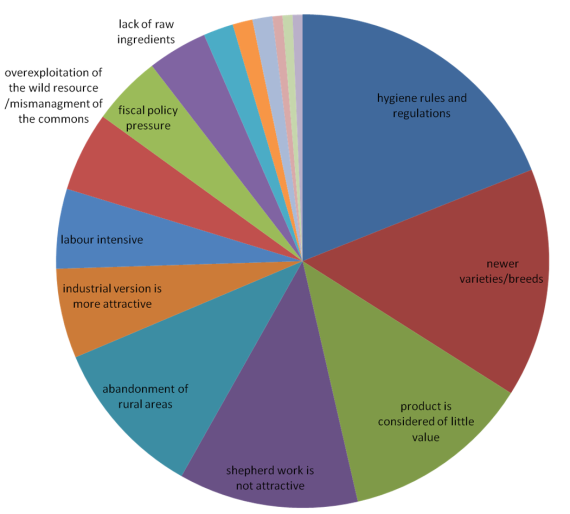 lack of raw
ingredients
overexploitation of
the wild resource
/mismanagment of
the commons
fiscal policy
pressure
hygiene rules and
regulations
labour intensive
newer
varieties/breeds
industrial version is
more attractive
abandonment of
rural areas
product is
considered of little
value
shepherd work is
not attractive